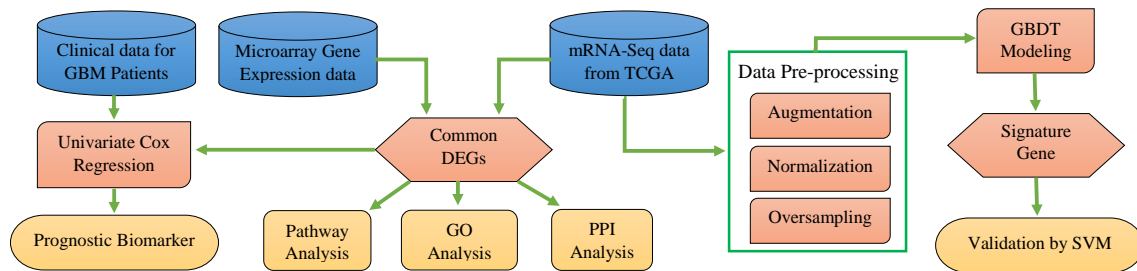 Clinical data for
GBM Patients
Microarray Gene
Expression data
mRNA-Seq data
from TCGA
Data Pre-processing
Augmentation
Normalization
Oversampling
GBDT
Modeling
Univariate Cox
Regression
Common
DEGs
Signature
Gene
Prognostic Biomarker
Pathway
Analysis
GO
Analysis
PPI
Analysis
Validation by SVM